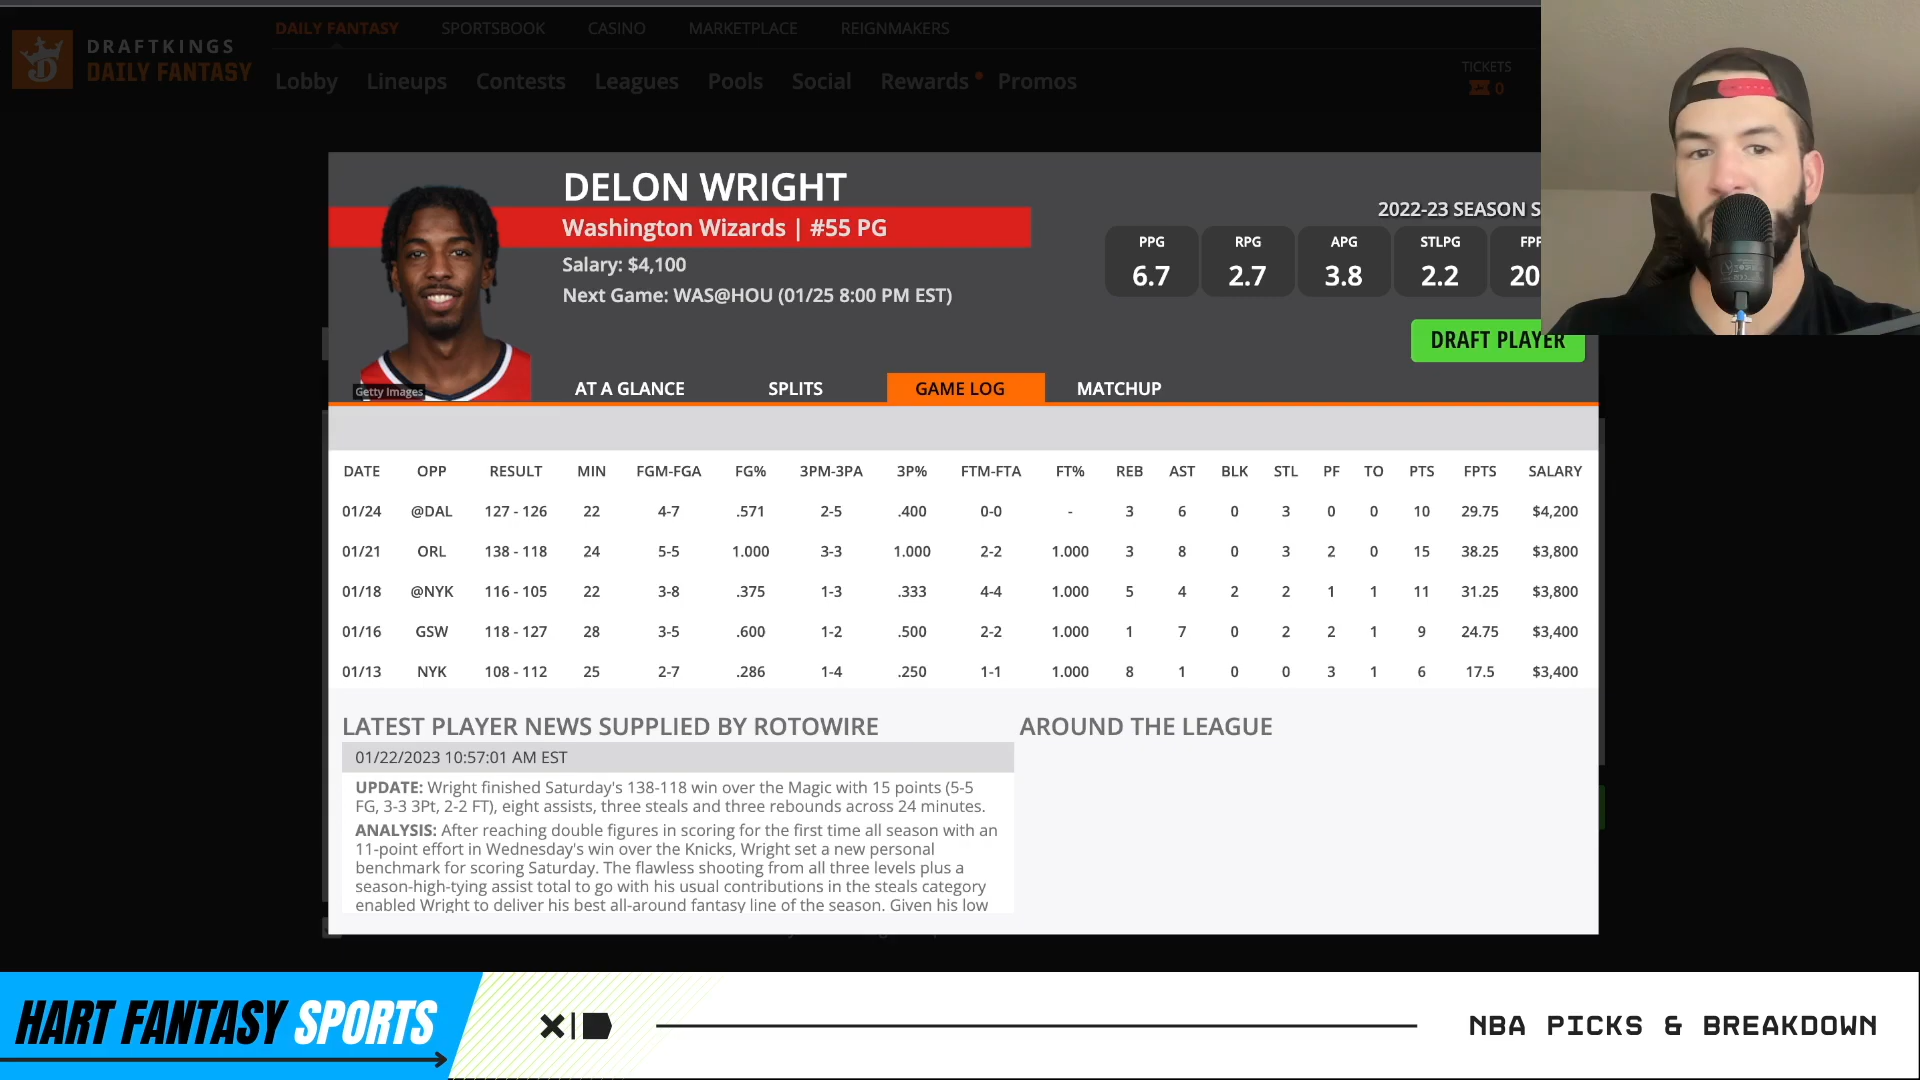 DAILY FANTASY SPORTSBOOK CASINO MARKETPLACE REIGNMAKERS
DRAFTKINGS
DAILY FANTASY
Lobby Lineups Contests Leagues Pools Social Rewards Promos
TICKETS
0
DELON WRIGHT
Washington Wizards | #55 PG
Salary: $4,100
Next Game: WAS@HOU (01/25 8:00 PM EST)
2022-23 SEASON S
PPG RPG APG STLPG FPP
6.7 2.7 3.8 2.2 20
DRAFT PLAYER
Getty Images
AT A GLANCE SPLITS GAME LOG MATCHUP
DATE OPP RESULT MIN FGM-FGA FG% 3PM-3PA 3P% FTM-FTA FT% REB AST BLK STL PF TO PTS FPTS SALARY
01/24 @DAL 127 - 126 22 4-7 .571 2-5 .400 0-0 - 3 6 0 3 0 0 10 29.75 $4,200
01/21 ORL 138 - 118 24 5-5 1.000 3-3 1.000 2-2 1.000 3 8 0 3 2 0 15 38.25 $3,800
01/18 @NYK 116 - 105 22 3-8 .375 1-3 .333 4-4 1.000 5 4 2 2 1 1 11 31.25 $3,800
01/16 GSW 118 - 127 28 3-5 .600 1-2 .500 2-2 1.000 1 7 0 2 2 1 9 24.75 $3,400
01/13 NYK 108 - 112 25 2-7 .286 1-4 .250 1-1 1.000 8 1 0 0 3 1 6 17.5 $3,400
LATEST PLAYER NEWS SUPPLIED BY ROTOWIRE
AROUND THE LEAGUE
01/22/2023 10:57:01 AM EST
UPDATE: Wright finished Saturday's 138-118 win over the Magic with 15 points (5-5
FG, 3-3 3Pt, 2-2 FT), eight assists, three steals and three rebounds across 24 minutes.
ANALYSIS: After reaching double figures in scoring for the first time all season with an
11-point effort in Wednesday's win over the Knicks, Wright set a new personal
benchmark for scoring Saturday. The flawless shooting from all three levels plus a
season-high-tying assist total to go with his usual contributions in the steals category
enabled Wright to deliver his best all-around fantasy line of the season. Given his low
HART FANTASY SPORTS
NBA PICKS & BREAKDOWN